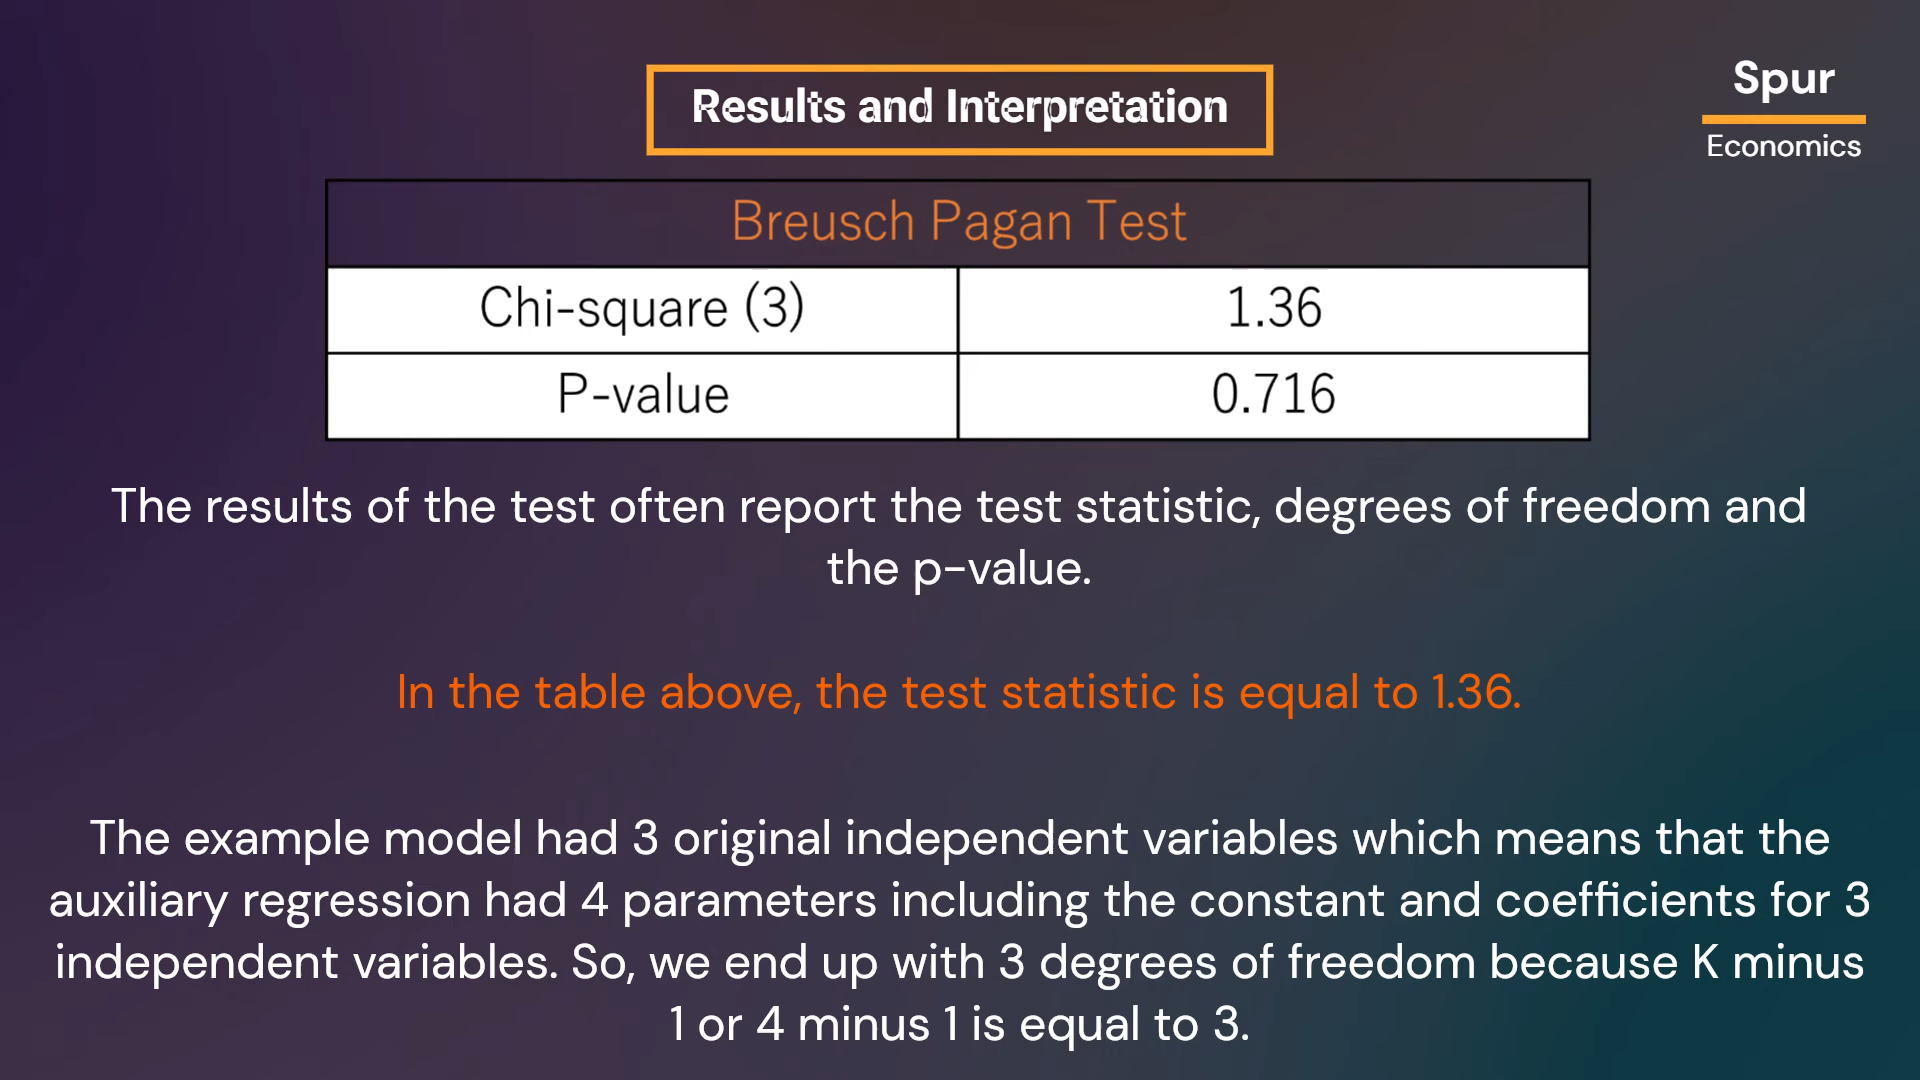 Results and Interpretation
Spur
Economics
Breusch Pagan Test
Chi-square (3) 1.36
P-value 0.716
The results of the test often report the test statistic, degrees of freedom and
the p-value.
In the table above, the test statistic is equal to 1.36.
The example model had 3 original independent variables which means that the
auxiliary regression had 4 parameters including the constant and coefficients for 3
independent variables. So, we end up with 3 degrees of freedom because K minus
1 or 4 minus 1 is equal to 3.